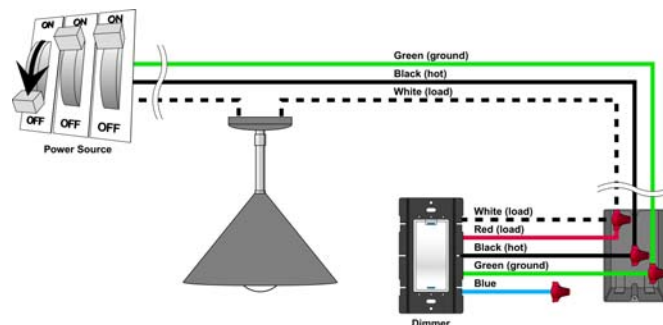 ON
ON
ON
OFF
OFF
OFF
Power Source
Green (ground)
Black (hot)
White (load)
White (load)
Red (load)
Black (hot)
Green (ground)
Blue
Dimmer